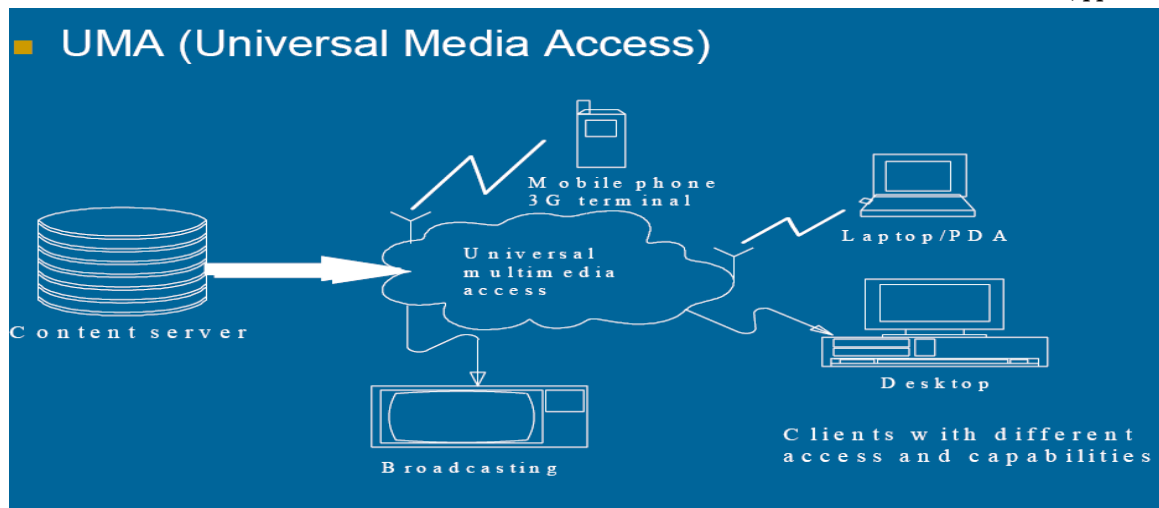 UMA (Universal Media Access)
Mobile phone
3G terminal
Laptop/PDA
Universal
multimedia
access
Content server
Desktop
Broadcasting
Clients with different
access and capabilities